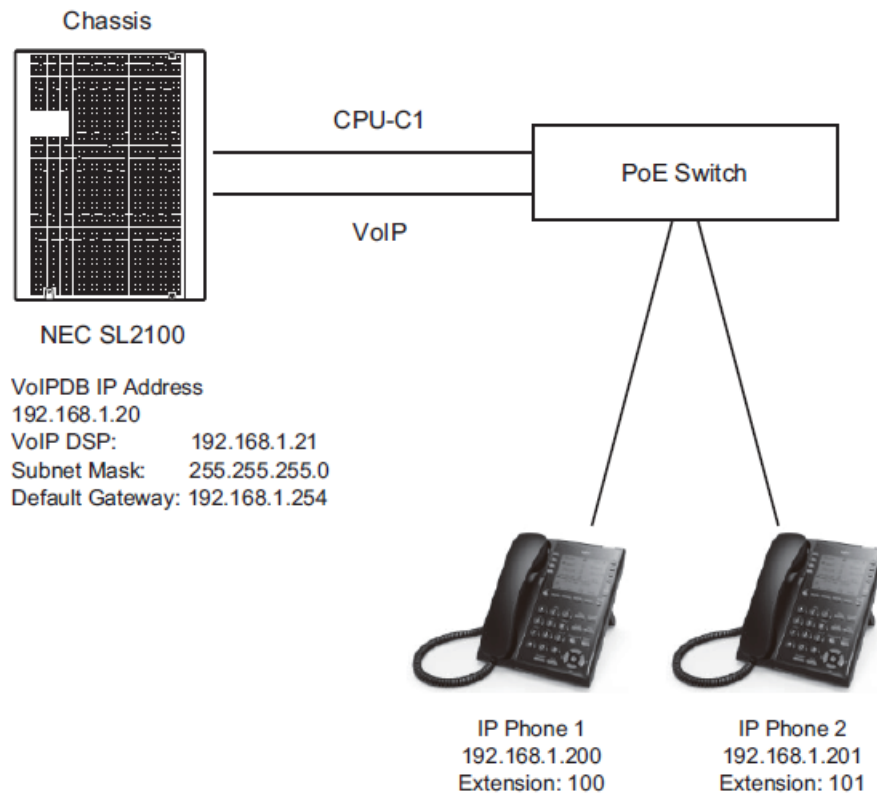 Chassis
CPU-C1
PoE Switch
VoIP
NEC SL2100
VoIPDB IP Address
192.168.1.20
VoIP DSP: 192.168.1.21
Subnet Mask: 255.255.255.0
Default Gateway: 192.168.1.254
IP Phone 1
192.168.1.200
Extension: 100
IP Phone 2
192.168.1.201
Extension: 101